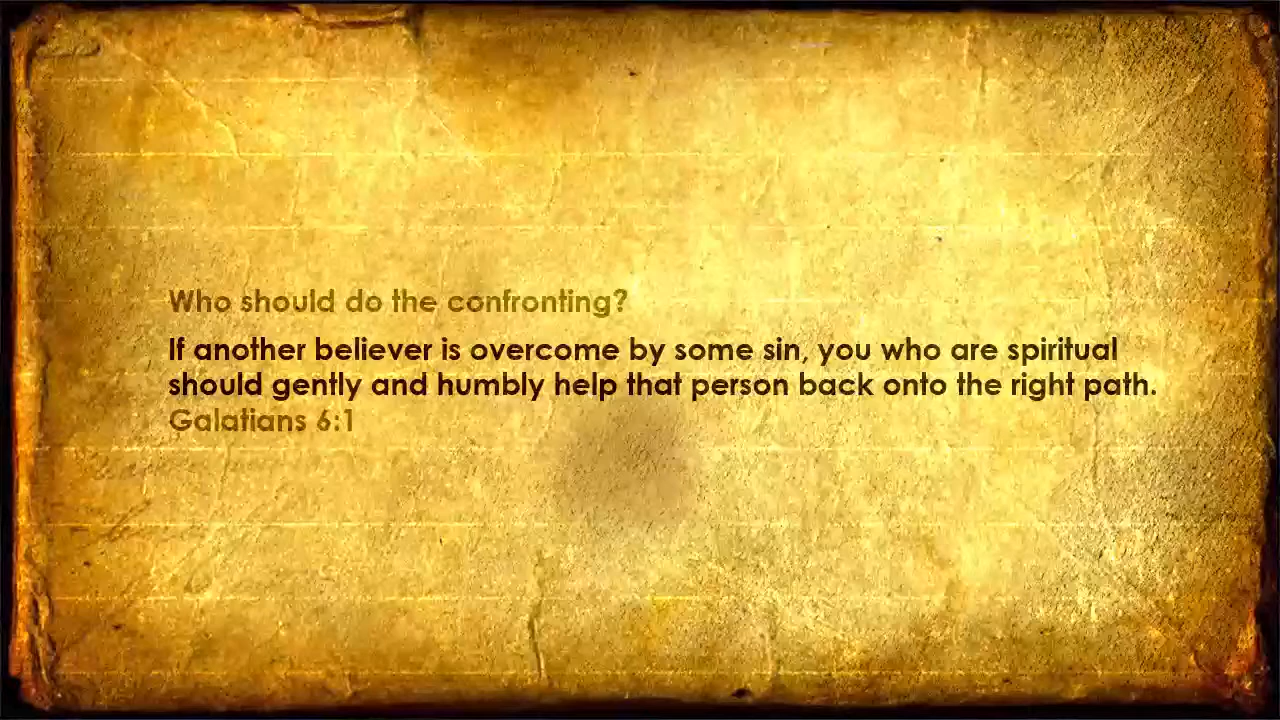 Who should do the confronting?
If another believer is overcome by some sin, you who are spiritual
should gently and humbly help that person back onto the right path.
Galatians 6:1